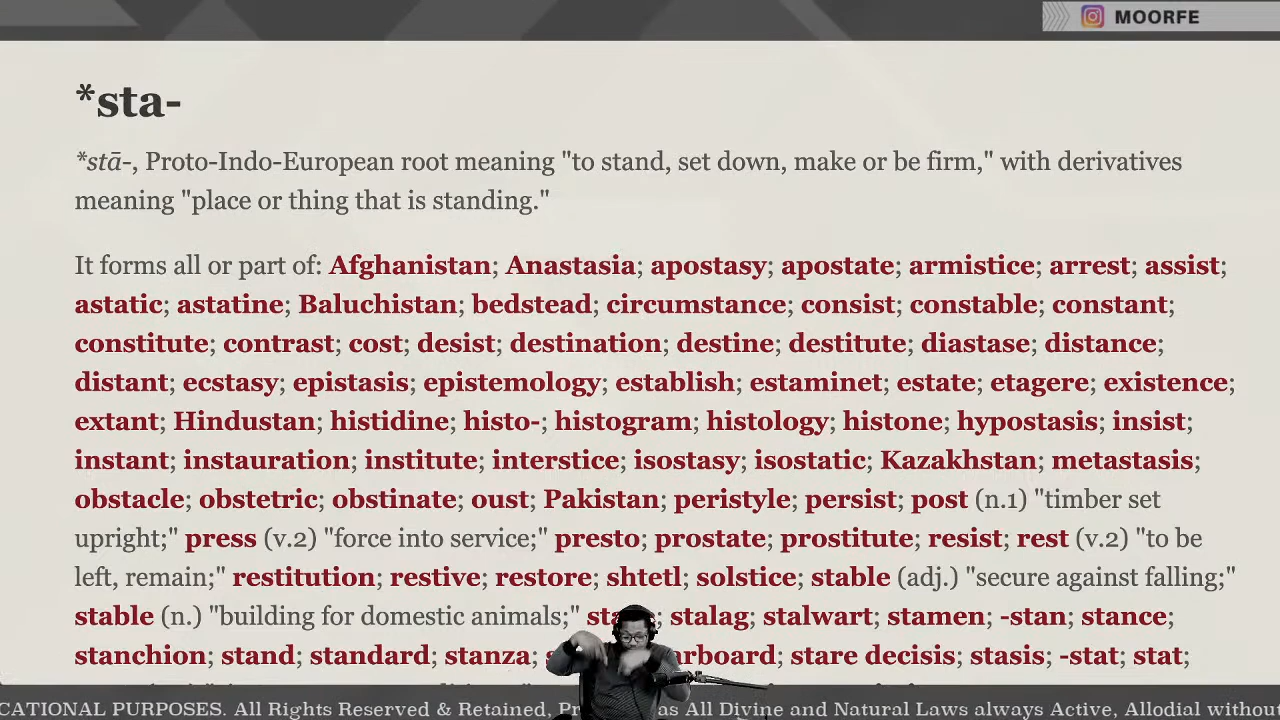 MOORFE
*sta-
*stā-, Proto-Indo-European root meaning "to stand, set down, make or be firm," with derivatives
meaning "place or thing that is standing."
It forms all or part of: Afghanistan; Anastasia; apostasy; apostate; armistice; arrest; assist;
astatic; astatine; Baluchistan; bedstead; circumstance; consist; constable; constant;
constitute; contrast; cost; desist; destination; destine; destitute; diastase; distance;
distant; ecstasy; epistasis; epistemology; establish; estaminet; estate; etagere; existence;
extant; Hindustan; histidine; histo-; histogram; histology; histone; hypostasis; insist;
instant; instauration; institute; interstice; isostasy; isostatic; Kazakhstan; metastasis;
obstacle; obstetric; obstinate; oust; Pakistan; peristyle; persist; post (n.1) "timber set
upright;" press (v.2) "force into service;" presto; prostate; prostitute; resist; rest (v.2) "to be
left, remain;" restitution; restive; restore; shtetl; solstice; stable (adj.) "secure against falling;"
stable (n.) "building for domestic animals;" stalag; stalwart; stamen; -stan; stance;
stanchion; stand; standard; stanza; stare decisis; stasis; -stat; stat;
CATIONAL PURPOSES. All Rights Reserved & Retained, as All Divine and Natural Laws always Active, Allodial withou